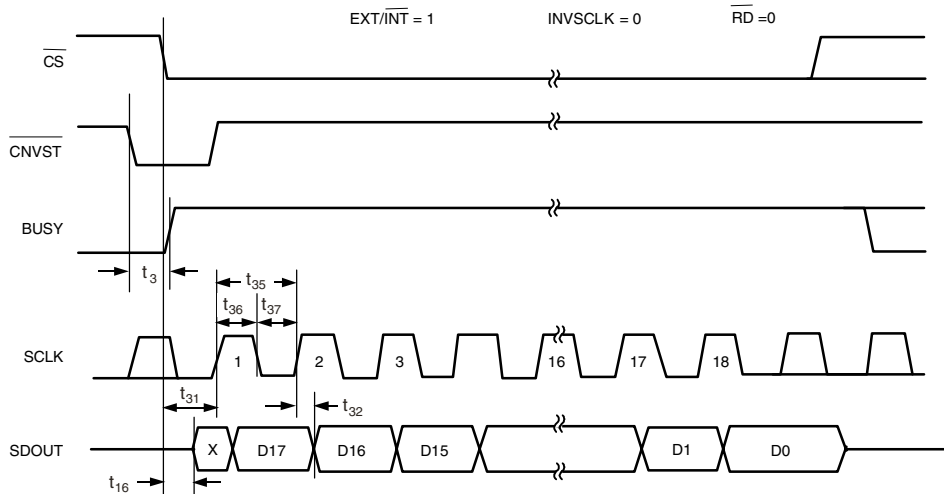 EXT/INT = 1 INVSCLK = 0 RD =0
CS
CNVST
BUSY
t3
t35
t36 t37
SCLK
1 2 3 16 17 18
t31
t32
SDOUT
X D17 D16 D15 D1 D0
t16